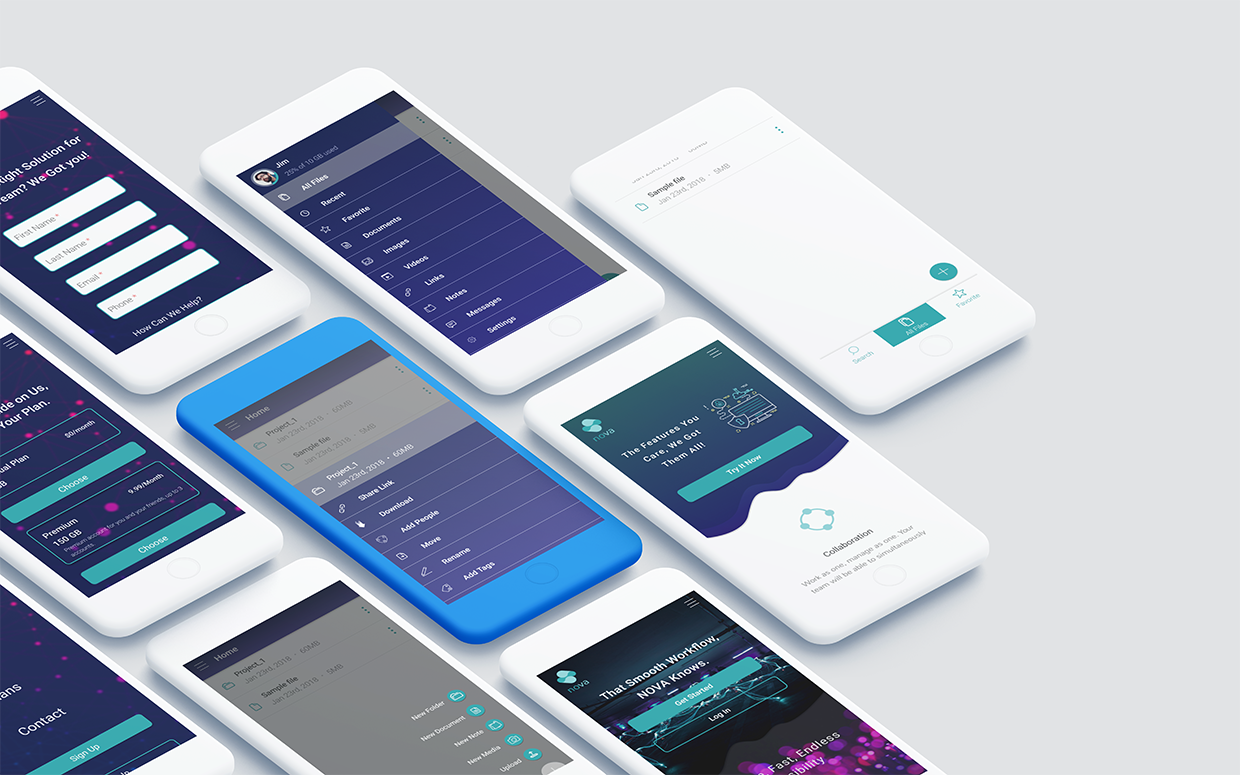 ight Solution for
eam? We Got you!
First Name *
Last Name *
Email *
Phone *
How Can We Help?
Jim
25% of 10 GB used
All Files
Recent
Favorite
Documents
Images
Videos
Links
Notes
Messages
Settings
Sample file
Jan 23rd, 2018 • 5MB
Search
All Files
Favorite
de on Us,
Your Plan.
$0/month
ual Plan
Choose
9.99/Month
Premium
150 GB
Premium account for you and your friends, up to 3
accounts
Choose
Home
Project_1
Jan 23rd, 2018 • 60MB
Sample file
Jan 23rd, 2018 • 5MB
Project_1
Jan 23rd, 2018 • 60MB
Share Link
Download
Add People
Move
Rename
Add Tags
nova
The Features You
Care, We Got
Them All!
Try It Now
Collaboration
Work as one, manage as one. Your
team will be able to simultaneously
ans
Contact
Sign Up
Home
Project_1
Jan 23rd, 2018 • 60MB
Sample file
Jan 23rd, 2018 • 5MB
New Folder
New Document
New Note
New Media
Upload
nova
That Smooth Workflow,
NOVA Knows.
Get Started
Log In
Fast, Endless
sibility